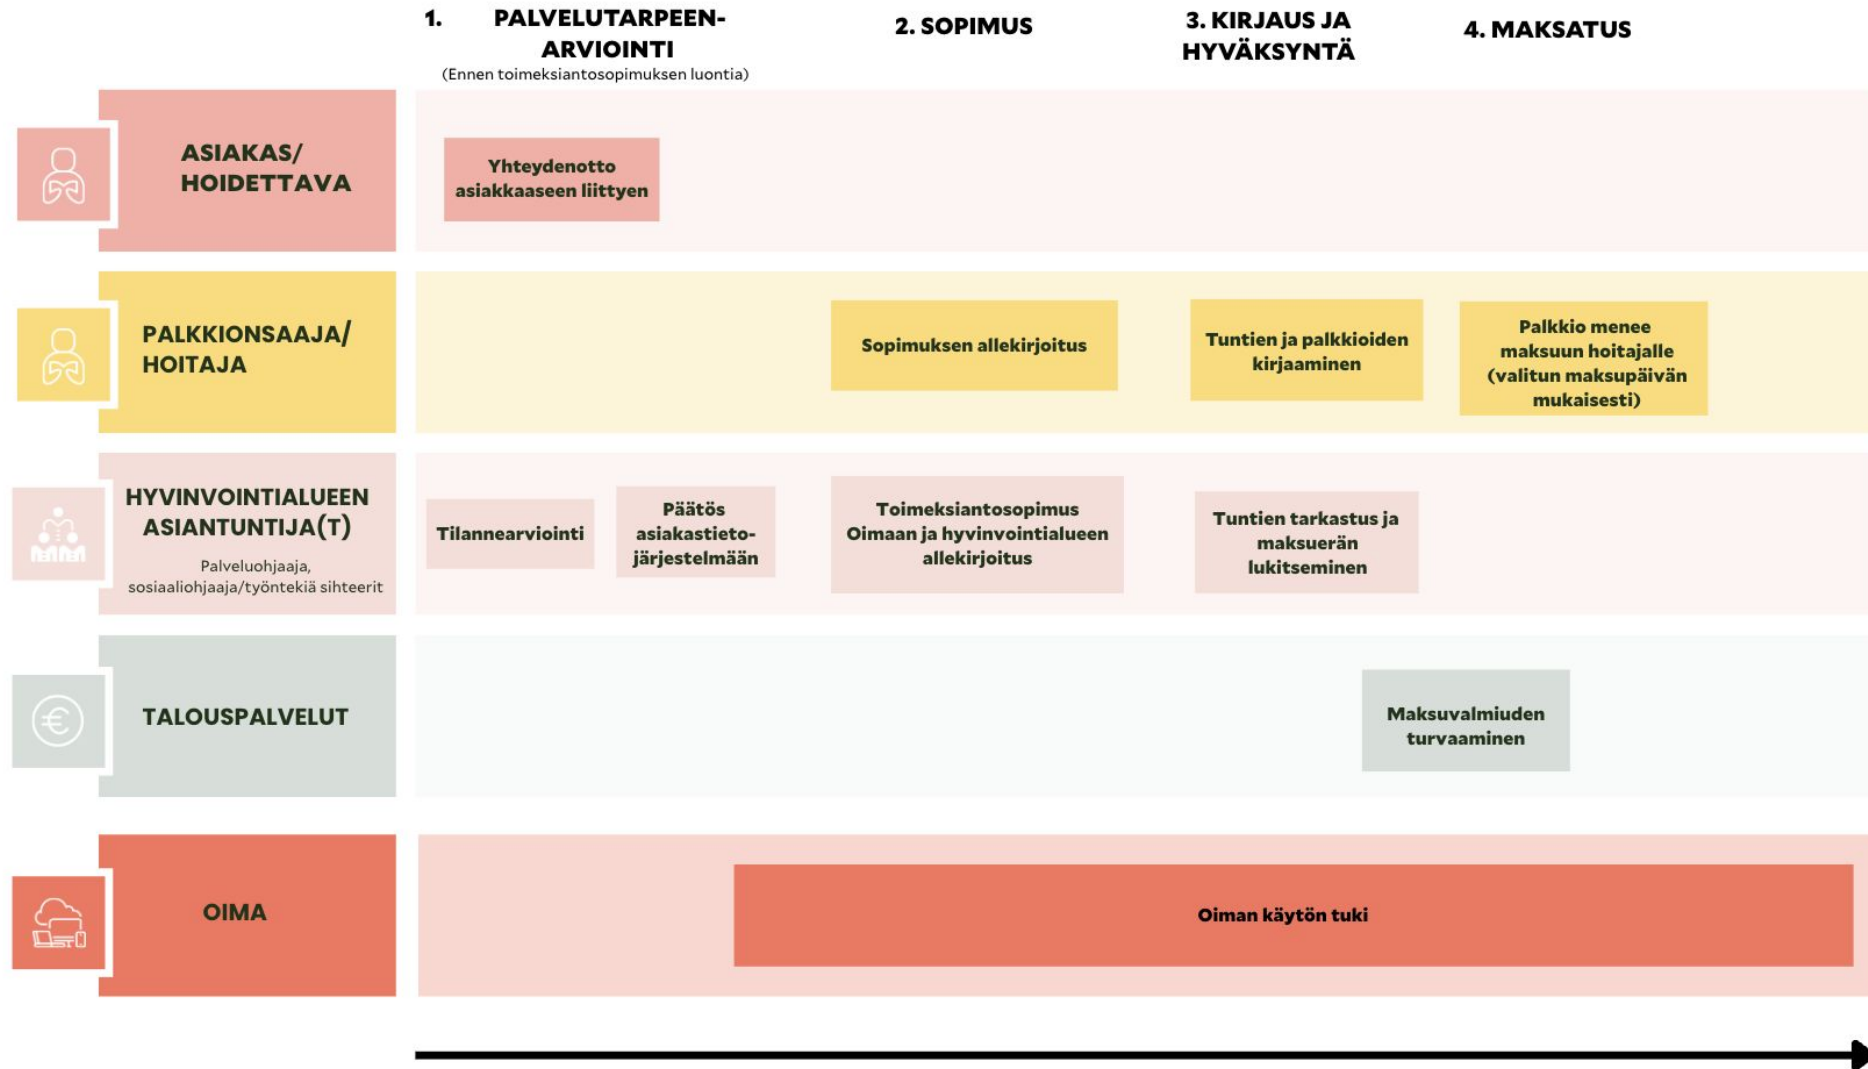 1. PALVELUTARPEEN-
ARVIOINTI
(Ennen toimeksiantosopimuksen luontia)
2. SOPIMUS
3. KIRJAUS JA
HYVÄKSYNTÄ
4. MAKSATUS
ASIAKAS/
HOIDETTAVA
Yhteydenotto
asiakkaaseen liittyen
PALKKIONSAAJA/
HOITAJA
Sopimuksen allekirjoitus
Tuntien ja palkkioiden
kirjaaminen
Palkkio menee
maksuun hoitajalle
(valitun maksupäivän
mukaisesti)
HYVINVOINTIALUEEN
ASIANTUNTIJA(T)
Palveluohjaaja,
sosiaaliohjaaja/työntekiä sihteerit
Tilannearviointi
Päätös
asiakastieto-
järjestelmään
Toimeksiantosopimus
Oimaan ja hyvinvointialueen
allekirjoitus
Tuntien tarkastus ja
maksuerän
lukitseminen
TALOUSPALVELUT
Maksuvalmiuden
turvaaminen
OIMA
Oiman käytön tuki